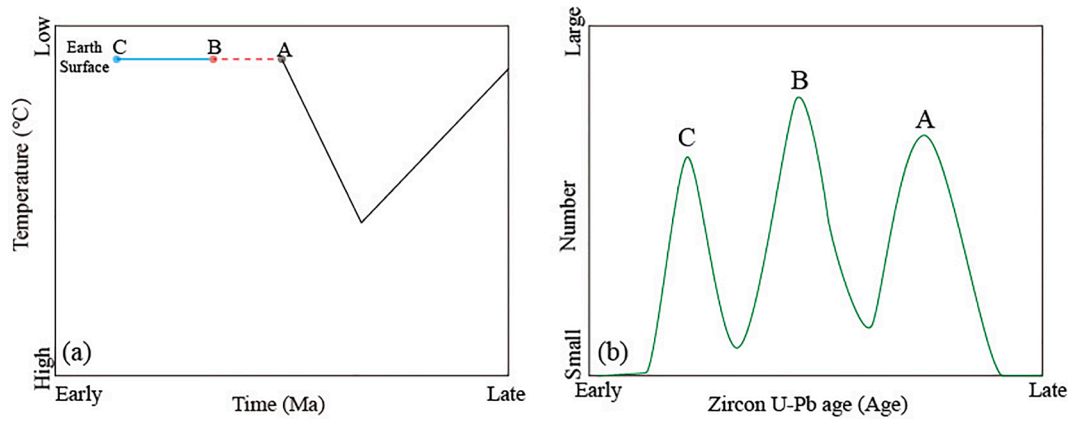 Low
Earth
Surface
C
B
A
Temperature (°C)
High
(a)
Early
Time (Ma)
Late
Large
C
B
A
Number
Small
(b)
Early
Zircon U-Pb age (Age)
Late